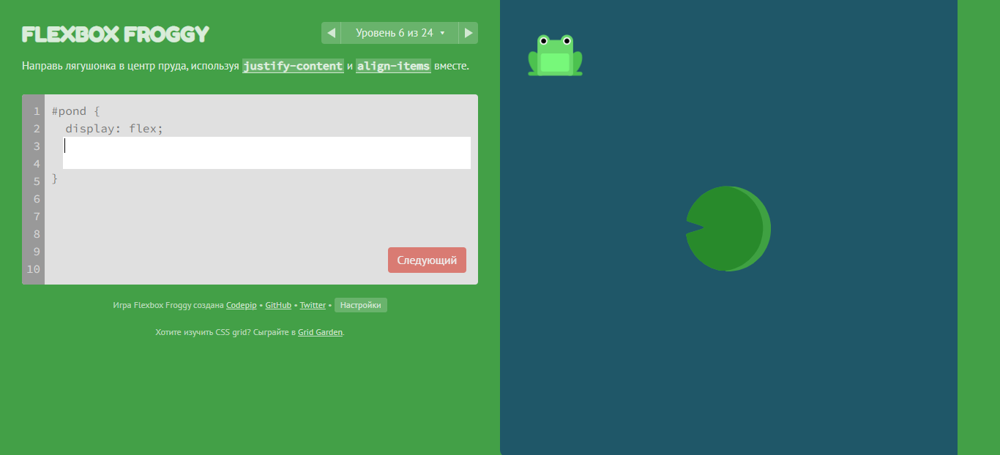 FLEXBOX FROGGY
Уровень 6 из 24
Направь лягушонка в центр пруда, используя justify-content и align-items вместе.
1 #pond {
2 display: flex;
3
4
5 }
6
7
8
9
10
Следующий
Игра Flexbox Froggy создана Codepip • GitHub • Twitter • Настройки
Хотите изучить CSS grid? Сыграйте в Grid Garden.